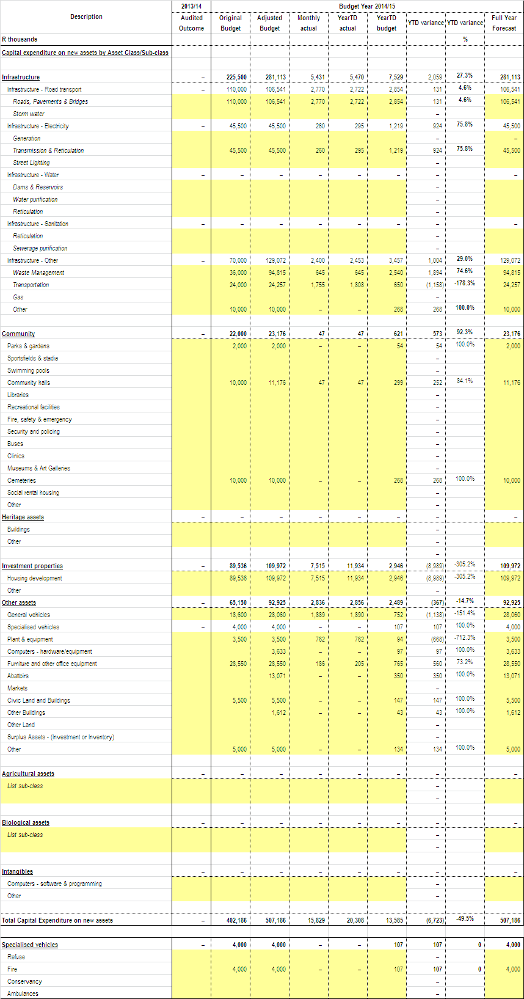 2013/14 Budget Year 2014/15
Description Audited Outcome Original Budget Adjusted Budget Monthly actual YearTD actual YearTD budget YTD variance YTD variance Full Year Forecast
R thousands %
Capital expenditure on new assets by Asset Class/Sub-class
Infrastructure – 225,500 281,113 5,431 5,470 7,529 2,059 27.3% 281,113
Infrastructure - Road transport – 110,000 106,541 2,770 2,722 2,854 131 4.6% 106,541
Roads, Pavements & Bridges 110,000 106,541 2,770 2,722 2,854 131 4.6% 106,541
Storm water –
Infrastructure - Electricity – 45,500 45,500 260 295 1,219 924 75.8% 45,500
Generation – –
Transmission & Reticulation 45,500 45,500 260 295 1,219 924 75.8% 45,500
Street Lighting –
Infrastructure - Water – – – – – – – –
Dams & Reservoirs –
Water purification –
Reticulation –
Infrastructure - Sanitation – – – – – – – –
Reticulation –
Sewerage purification –
Infrastructure - Other – 70,000 129,072 2,400 2,453 3,457 1,004 29.0% 129,072
Waste Management 36,000 94,815 645 645 2,540 1,894 74.6% 94,815
Transportation 24,000 24,257 1,755 1,808 650 (1,158) -178.3% 24,257
Gas –
Other 10,000 10,000 – – 268 268 100.0% 10,000
Community – 22,000 23,176 47 47 621 573 92.3% 23,176
Parks & gardens 2,000 2,000 – – 54 54 100.0% 2,000
Sportsfields & stadia –
Swimming pools –
Community halls 10,000 11,176 47 47 299 252 84.1% 11,176
Libraries –
Recreational facilities –
Fire, safety & emergency –
Security and policing –
Buses –
Clinics –
Museums & Art Galleries –
Cemeteries 10,000 10,000 – – 268 268 100.0% 10,000
Social rental housing –
Other –
Heritage assets – – – – – – – –
Buildings –
Other –
–
Investment properties – 89,536 109,972 7,515 11,934 2,946 (8,989) -305.2% 109,972
Housing development 89,536 109,972 7,515 11,934 2,946 (8,989) -305.2% 109,972
Other –
Other assets – 65,150 92,925 2,836 2,856 2,489 (367) -14.7% 92,925
General vehicles 18,600 28,060 1,889 1,890 752 (1,138) -151.4% 28,060
Specialised vehicles – 4,000 4,000 – – 107 107 100.0% 4,000
Plant & equipment 3,500 3,500 762 762 94 (668) -712.3% 3,500
Computers - hardware/equipment 3,633 – – 97 97 100.0% 3,633
Furniture and other office equipment 28,550 28,550 186 205 765 560 73.2% 28,550
Abattoirs 13,071 – – 350 350 100.0% 13,071
Markets –
Civic Land and Buildings 5,500 5,500 – – 147 147 100.0% 5,500
Other Buildings 1,612 – – 43 43 100.0% 1,612
Other Land –
Surplus Assets - (Investment or Inventory) –
Other 5,000 5,000 – – 134 134 100.0% 5,000
Agricultural assets – – – – – – – –
List sub-class –
–
Biological assets – – – – – – – –
List sub-class –
–
Intangibles – – – – – – – –
Computers - software & programming –
Other –
Total Capital Expenditure on new assets – 402,186 507,186 15,829 20,308 13,585 (6,723) -49.5% 507,186
Specialised vehicles – 4,000 4,000 – – 107 107 0 4,000
Refuse –
Fire 4,000 4,000 – – 107 107 0 4,000
Conservancy –
Ambulances –